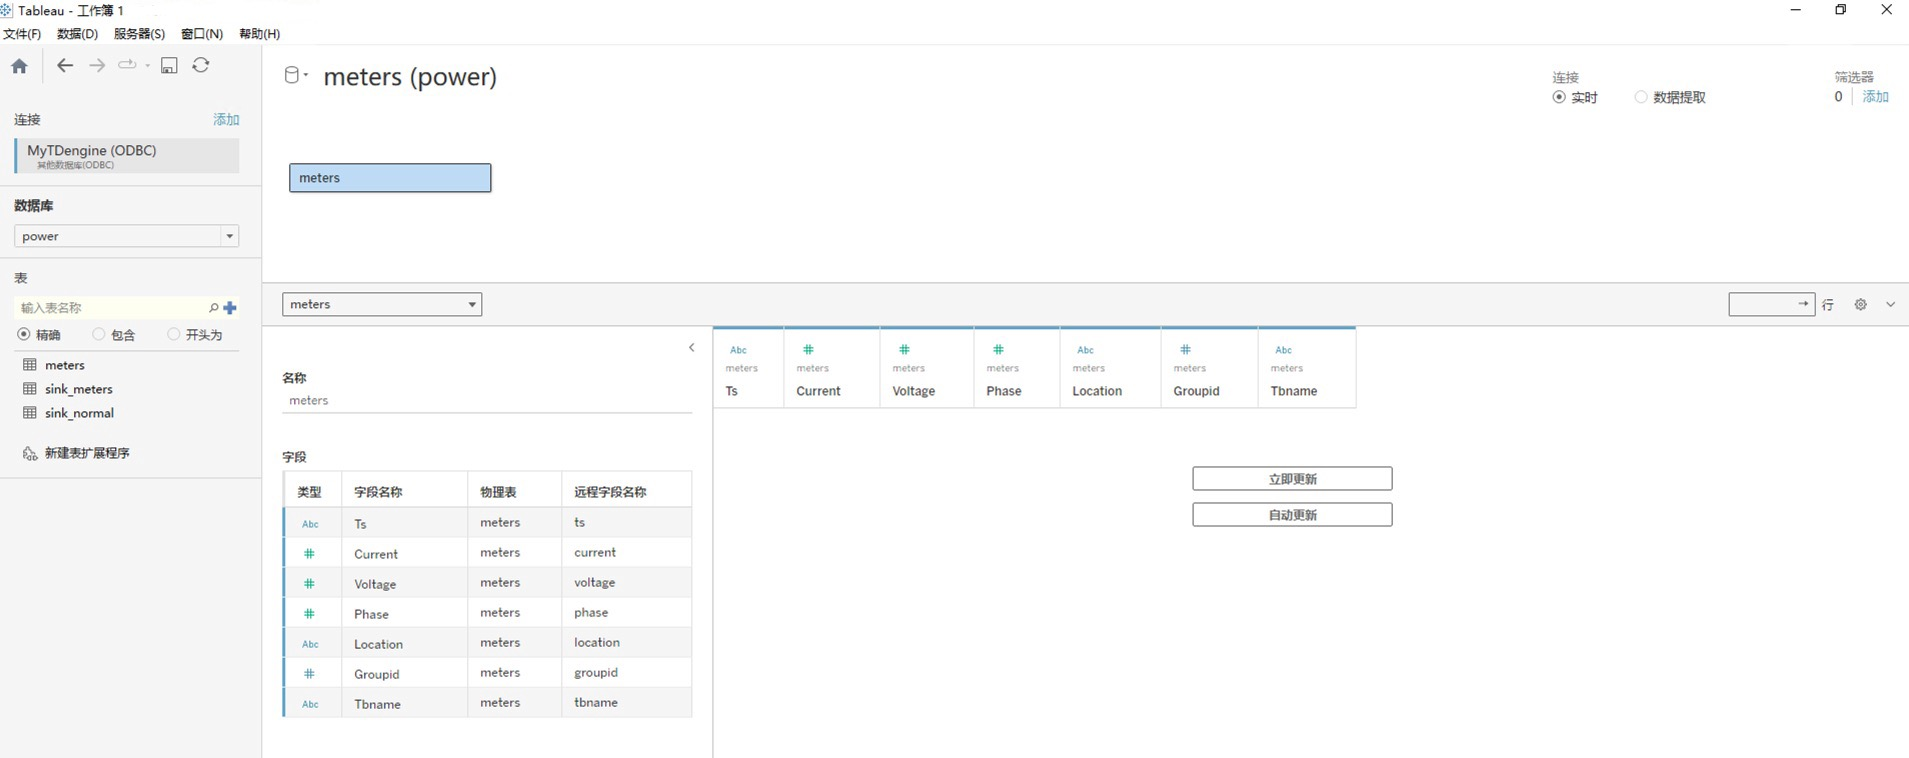 Tableau - 工作簿 1
文件(F) 数据(D) 服务器(S) 窗口(N) 帮助(H)
连接 添加
MyTDengine (ODBC)
其他数据库(ODBC)
数据库
power
表
输入表名称
精确 包含 开头为
meters
sink_meters
sink_normal
新建表扩展程序
meters (power)
连接
实时 数据提取
筛选器
0 添加
meters
meters
行
名称
meters
字段
类型 字段名称 物理表 远程字段名称
Abc Ts meters ts
# Current meters current
# Voltage meters voltage
# Phase meters phase
Abc Location meters location
# Groupid meters groupid
Abc Tbname meters tbname
Abc # # # Abc # Abc
meters meters meters meters meters meters meters
Ts Current Voltage Phase Location Groupid Tbname
立即更新
自动更新